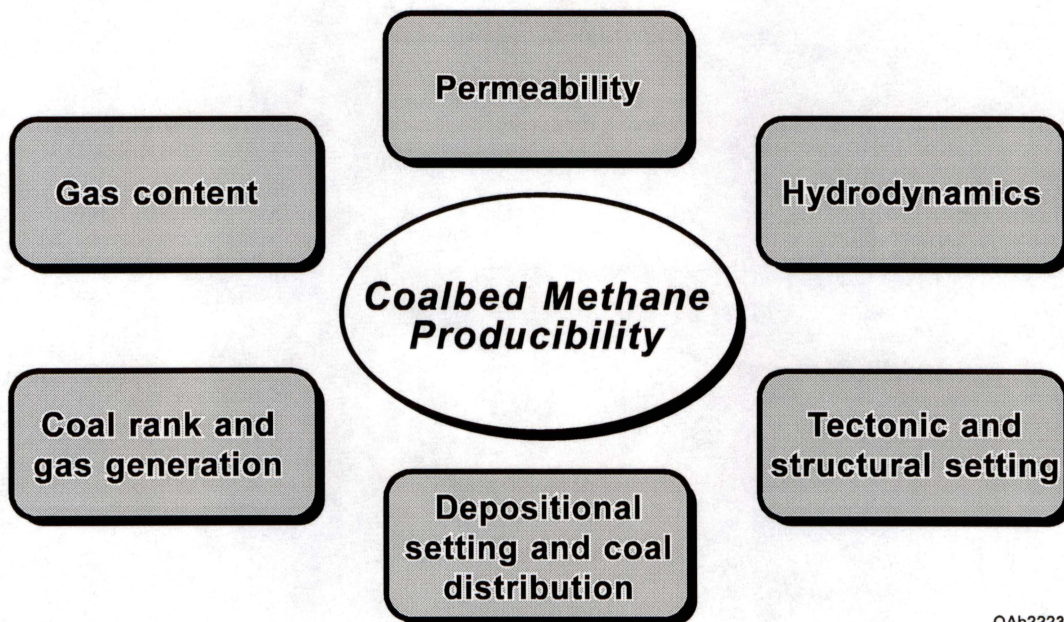 Permeability
Gas content
Hydrodynamics
Coalbed Methane
Producibility
Coal rank and
gas generation
Tectonic and
structural setting
Depositional
setting and coal
distribution